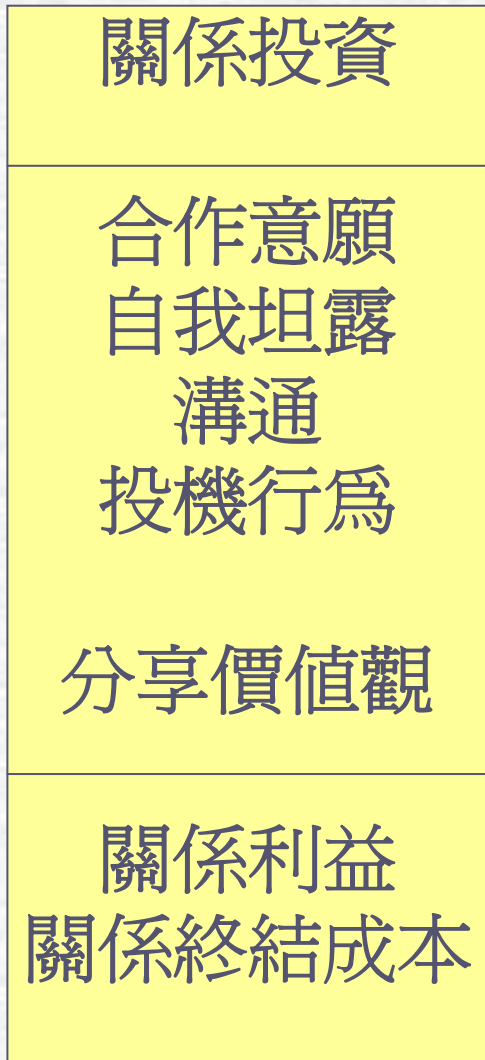 關係投資
合作意願
自我坦露
溝通
投機行為
分享價值觀
關係利益
關係終結成本